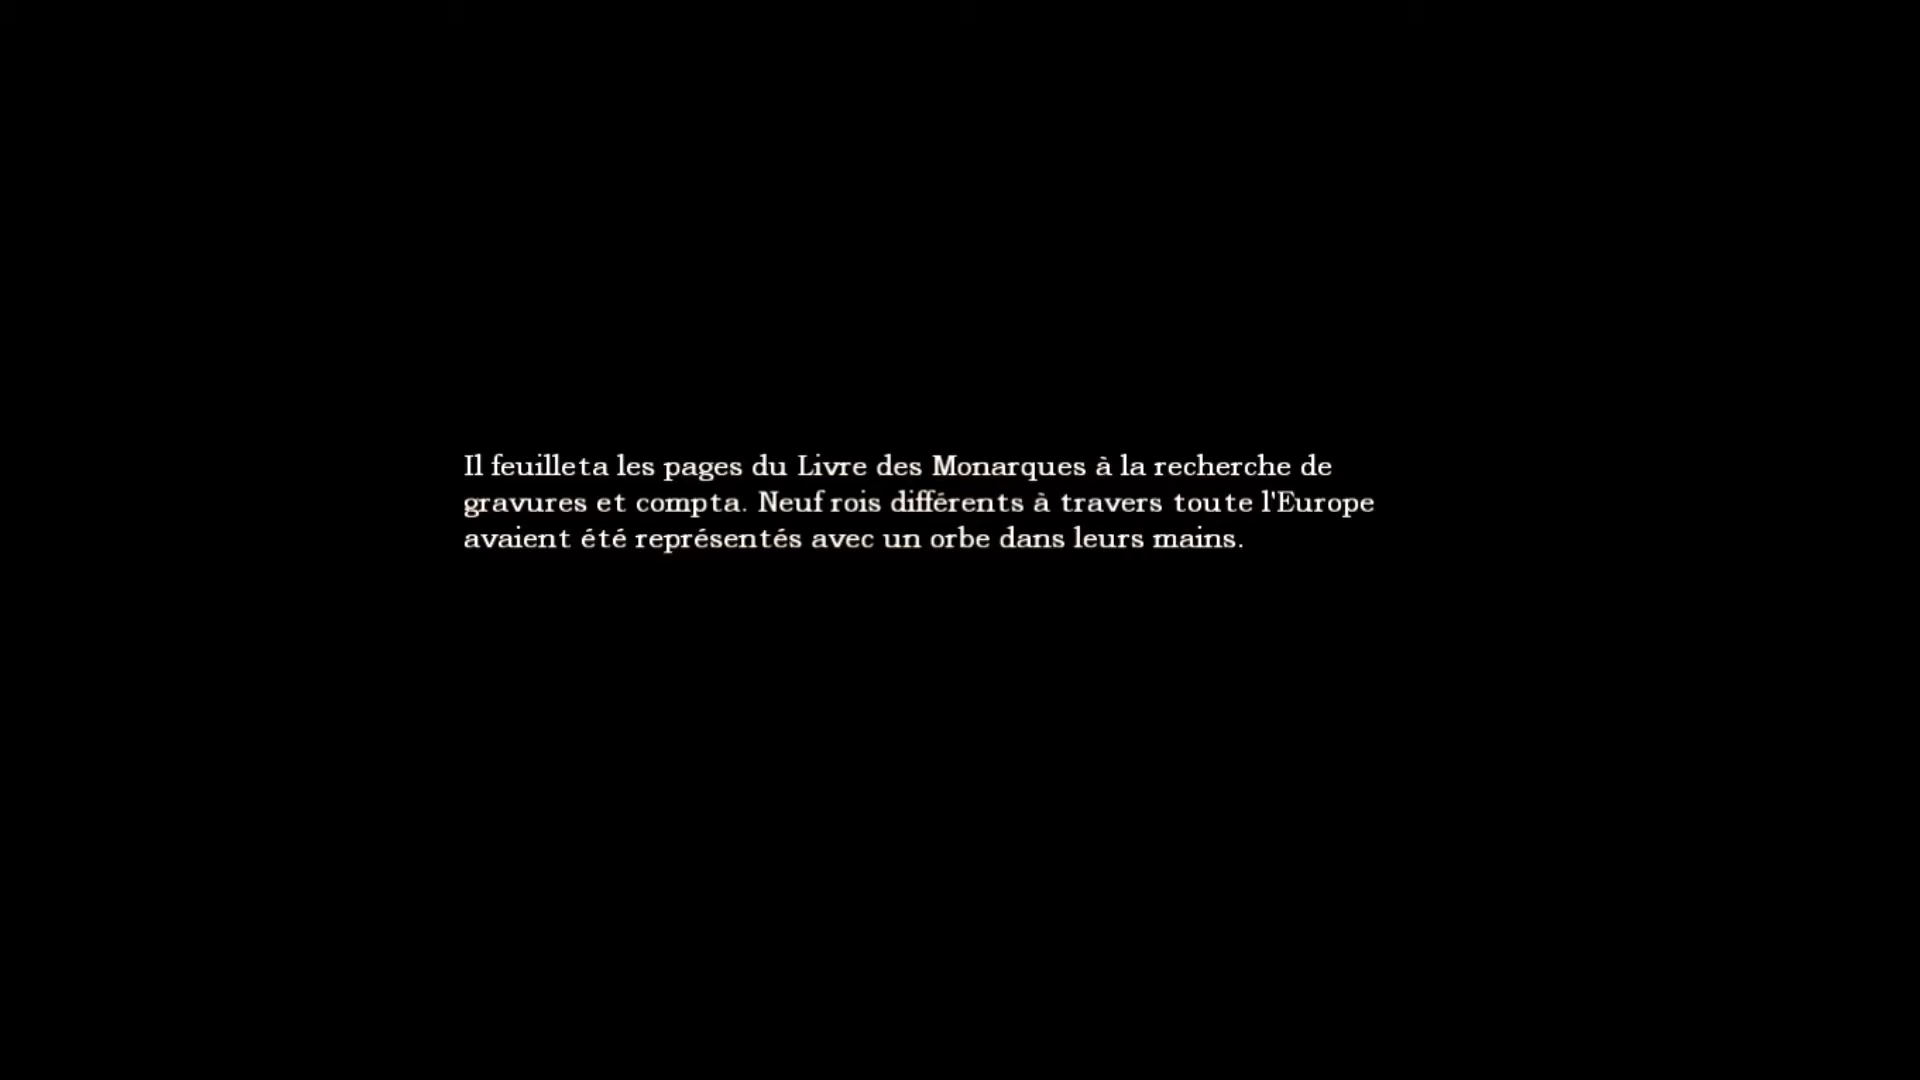 Il feuilleta les pages du Livre des Monarques à la recherche de
gravures et compta. Neuf rois différents à travers toute l'Europe
avaient été représentés avec un orbe dans leurs mains.